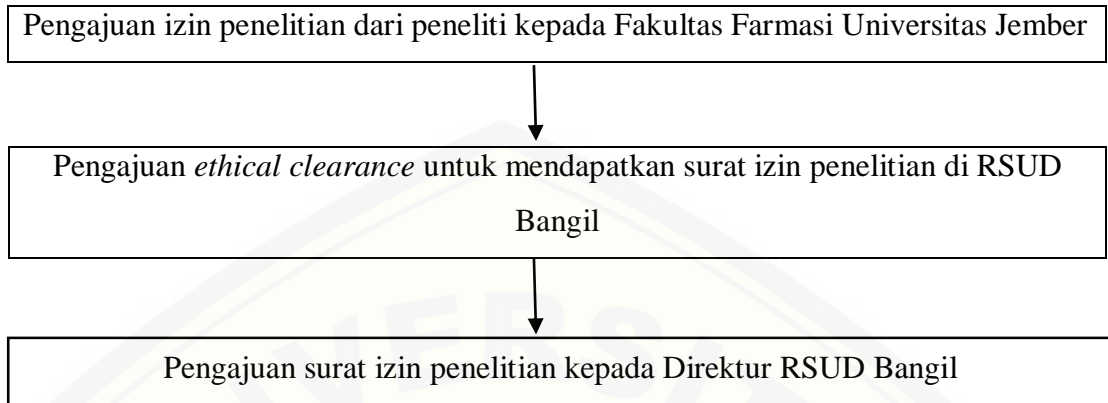 Pengajuan izin penelitian dari peneliti kepada Fakultas Farmasi Universitas Jember
Pengajuan ethical clearance untuk mendapatkan surat izin penelitian di RSUD
Bangil
Pengajuan surat izin penelitian kepada Direktur RSUD Bangil